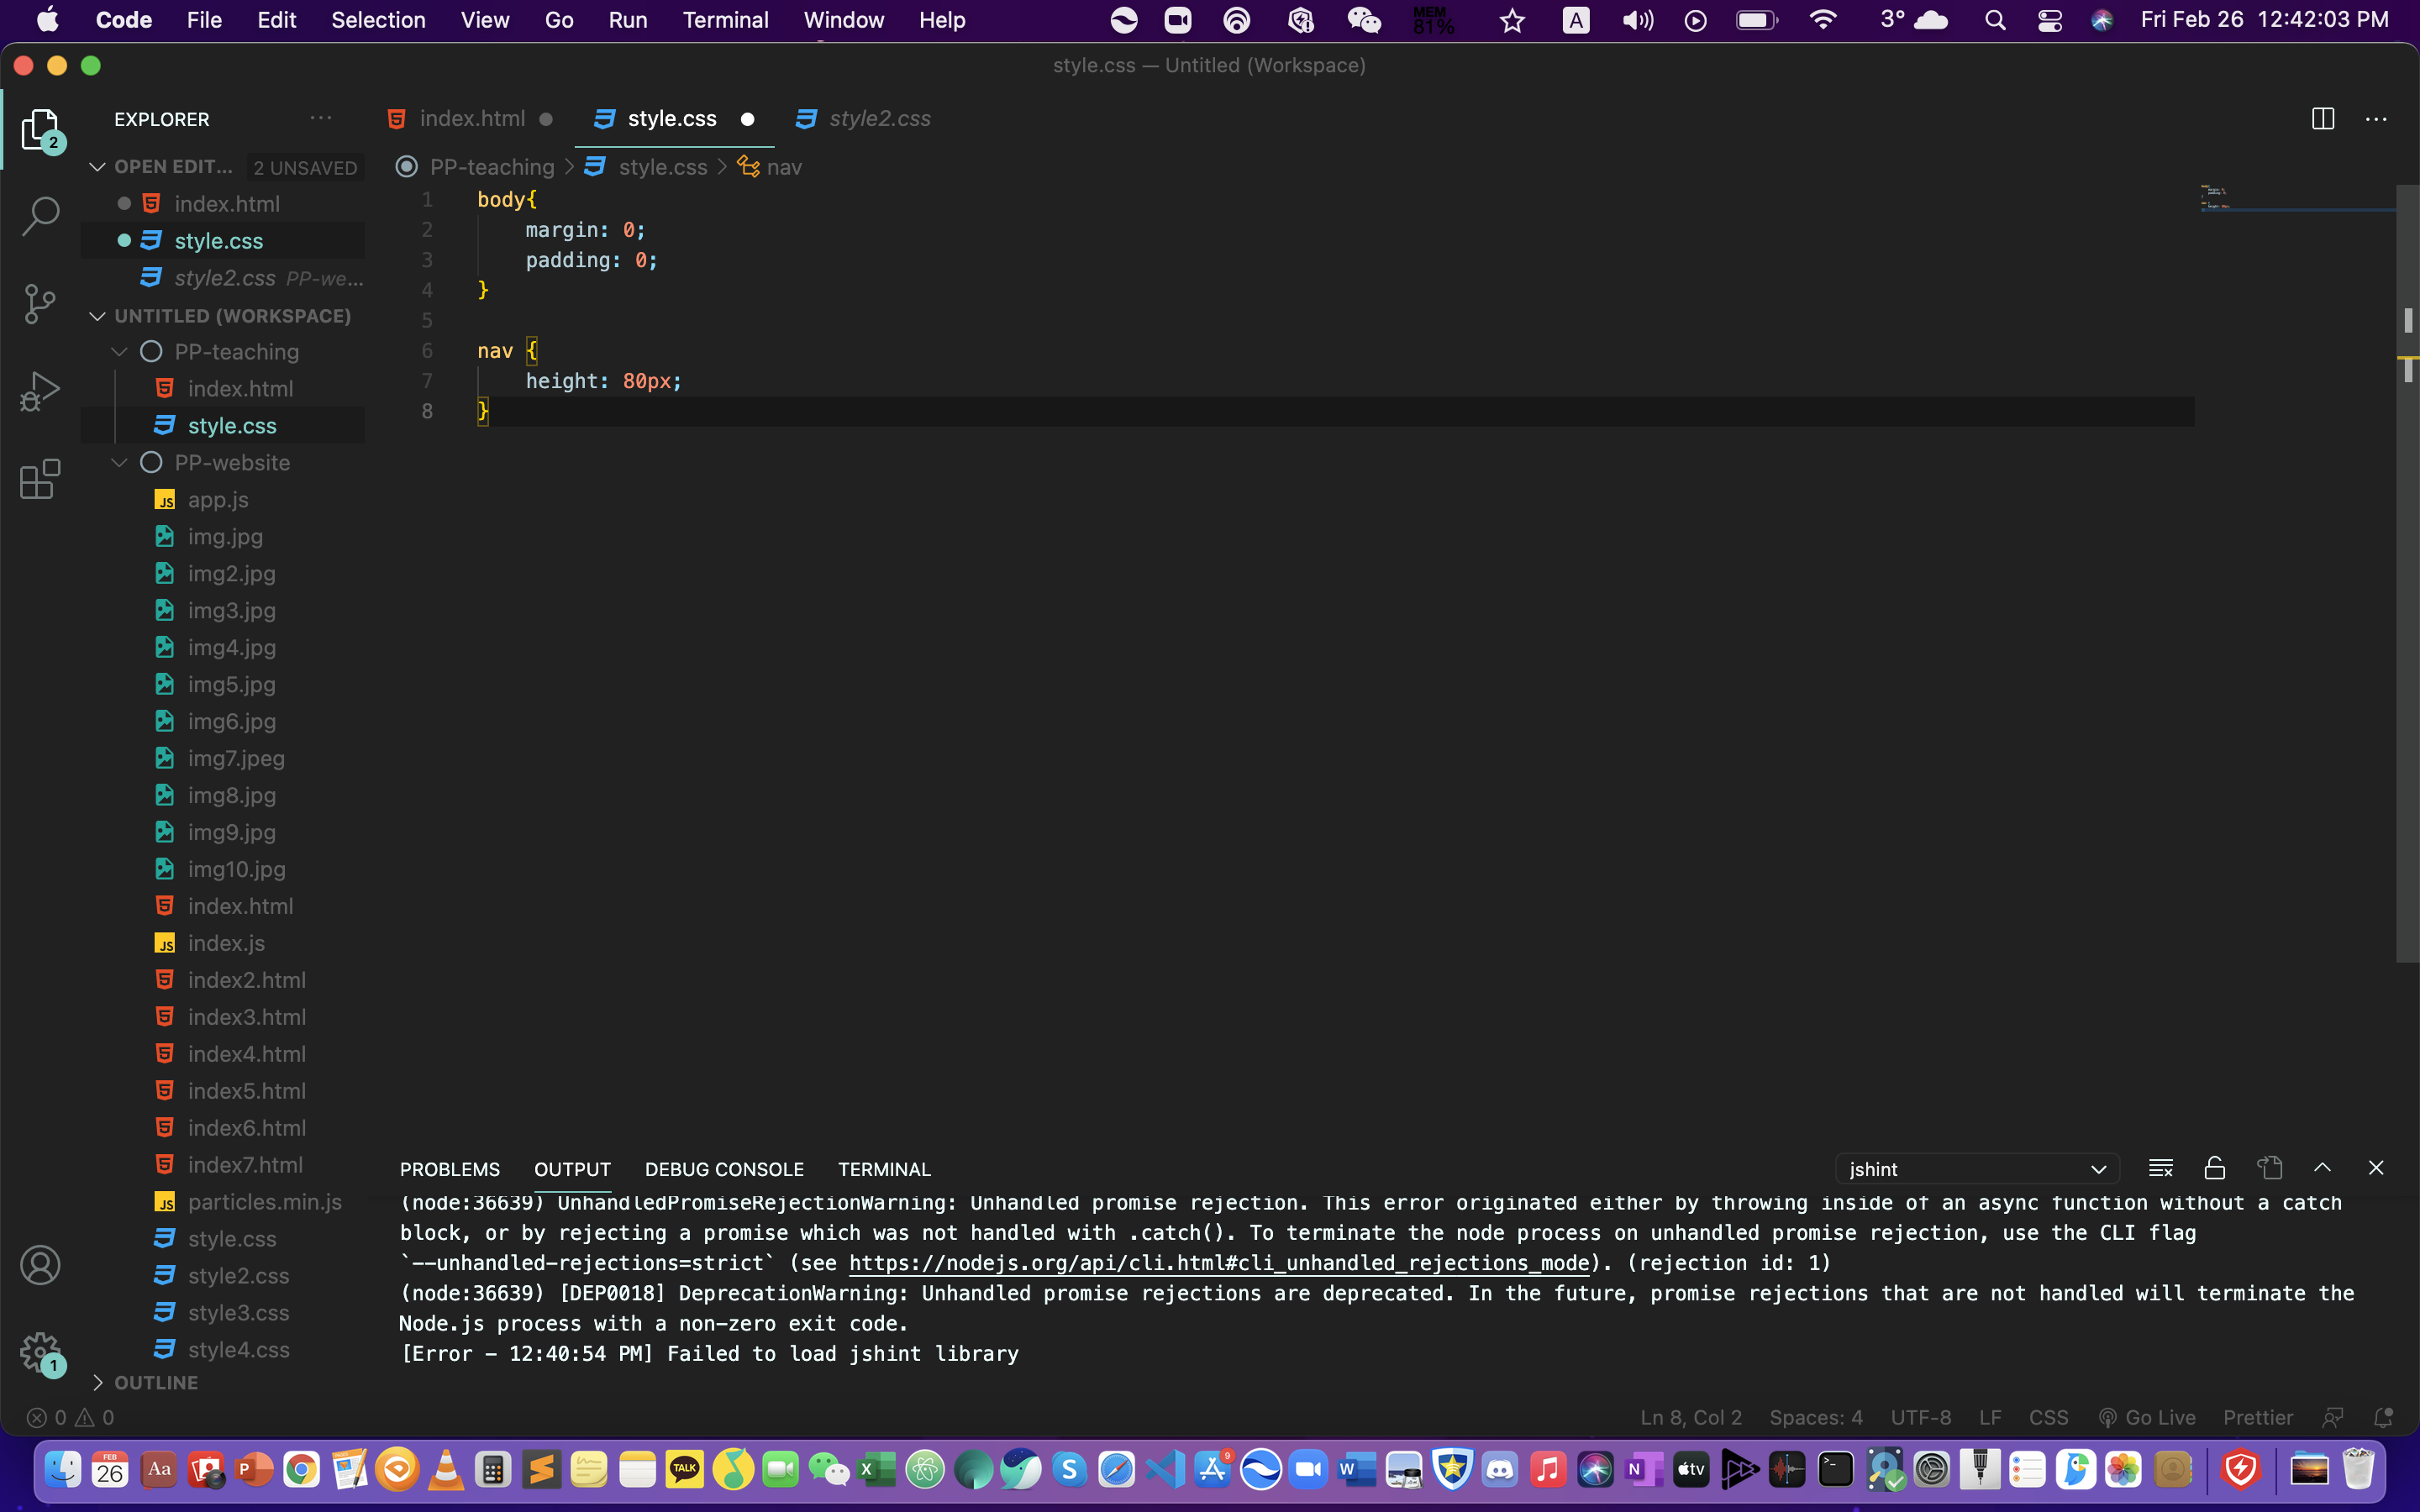 Code File Edit Selection View Go Run Terminal Window Help MEM 81% A 3° Fri Feb 26 12:42:03 PM
style.css — Untitled (Workspace)
EXPLORER ···
index.html style.css style2.css ···
OPEN EDIT... 2 UNSAVED
index.html
style.css
style2.css PP-we...
UNTITLED (WORKSPACE)
PP-teaching
index.html
style.css
PP-website
app.js
img.jpg
img2.jpg
img3.jpg
img4.jpg
img5.jpg
img6.jpg
img7.jpeg
img8.jpg
img9.jpg
img10.jpg
index.html
index.js
index2.html
index3.html
index4.html
index5.html
index6.html
index7.html
particles.min.js
style.css
style2.css
style3.css
style4.css
OUTLINE
2
1
PP-teaching > style.css > nav
1 body{
2 margin: 0;
3 padding: 0;
4 }
5
6 nav {
7 height: 80px;
8 }
PROBLEMS OUTPUT DEBUG CONSOLE TERMINAL jshint
(node:36639) UnhandledPromiseRejectionWarning: Unhandled promise rejection. This error originated either by throwing inside of an async function without a catch
block, or by rejecting a promise which was not handled with .catch(). To terminate the node process on unhandled promise rejection, use the CLI flag
`--unhandled-rejections=strict` (see https://nodejs.org/api/cli.html#cli_unhandled_rejections_mode). (rejection id: 1)
(node:36639) [DEP0018] DeprecationWarning: Unhandled promise rejections are deprecated. In the future, promise rejections that are not handled will terminate the
Node.js process with a non-zero exit code.
[Error - 12:40:54 PM] Failed to load jshint library
0 0 Ln 8, Col 2 Spaces: 4 UTF-8 LF CSS Go Live Prettier
FEB 26 Aa P TALK X S 9 W N tv